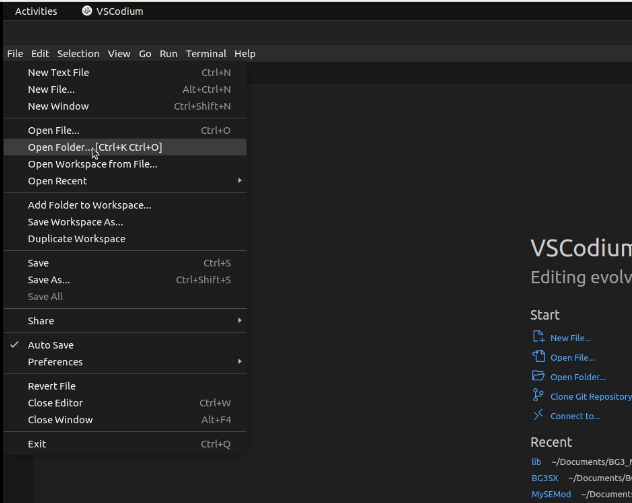 Activities VSCodium
File Edit Selection View Go Run Terminal Help
New Text File Ctrl+N
New File... Alt+Ctrl+N
New Window Ctrl+Shift+N
Open File... Ctrl+O
Open Folder... [Ctrl+K Ctrl+O]
Open Workspace from File...
Open Recent
Add Folder to Workspace...
Save Workspace As...
Duplicate Workspace
Save Ctrl+S
Save As... Ctrl+Shift+S
Save All
Share
Auto Save
Preferences
Revert File
Close Editor Ctrl+W
Close Window Alt+F4
Exit Ctrl+Q
VSCodium
Editing evolv
Start
New File...
Open File...
Open Folder...
Clone Git Repository
Connect to...
Recent
lib ~/Documents/BG3_M
BG3SX ~/Documents/BG
MySEMod ~/Documents